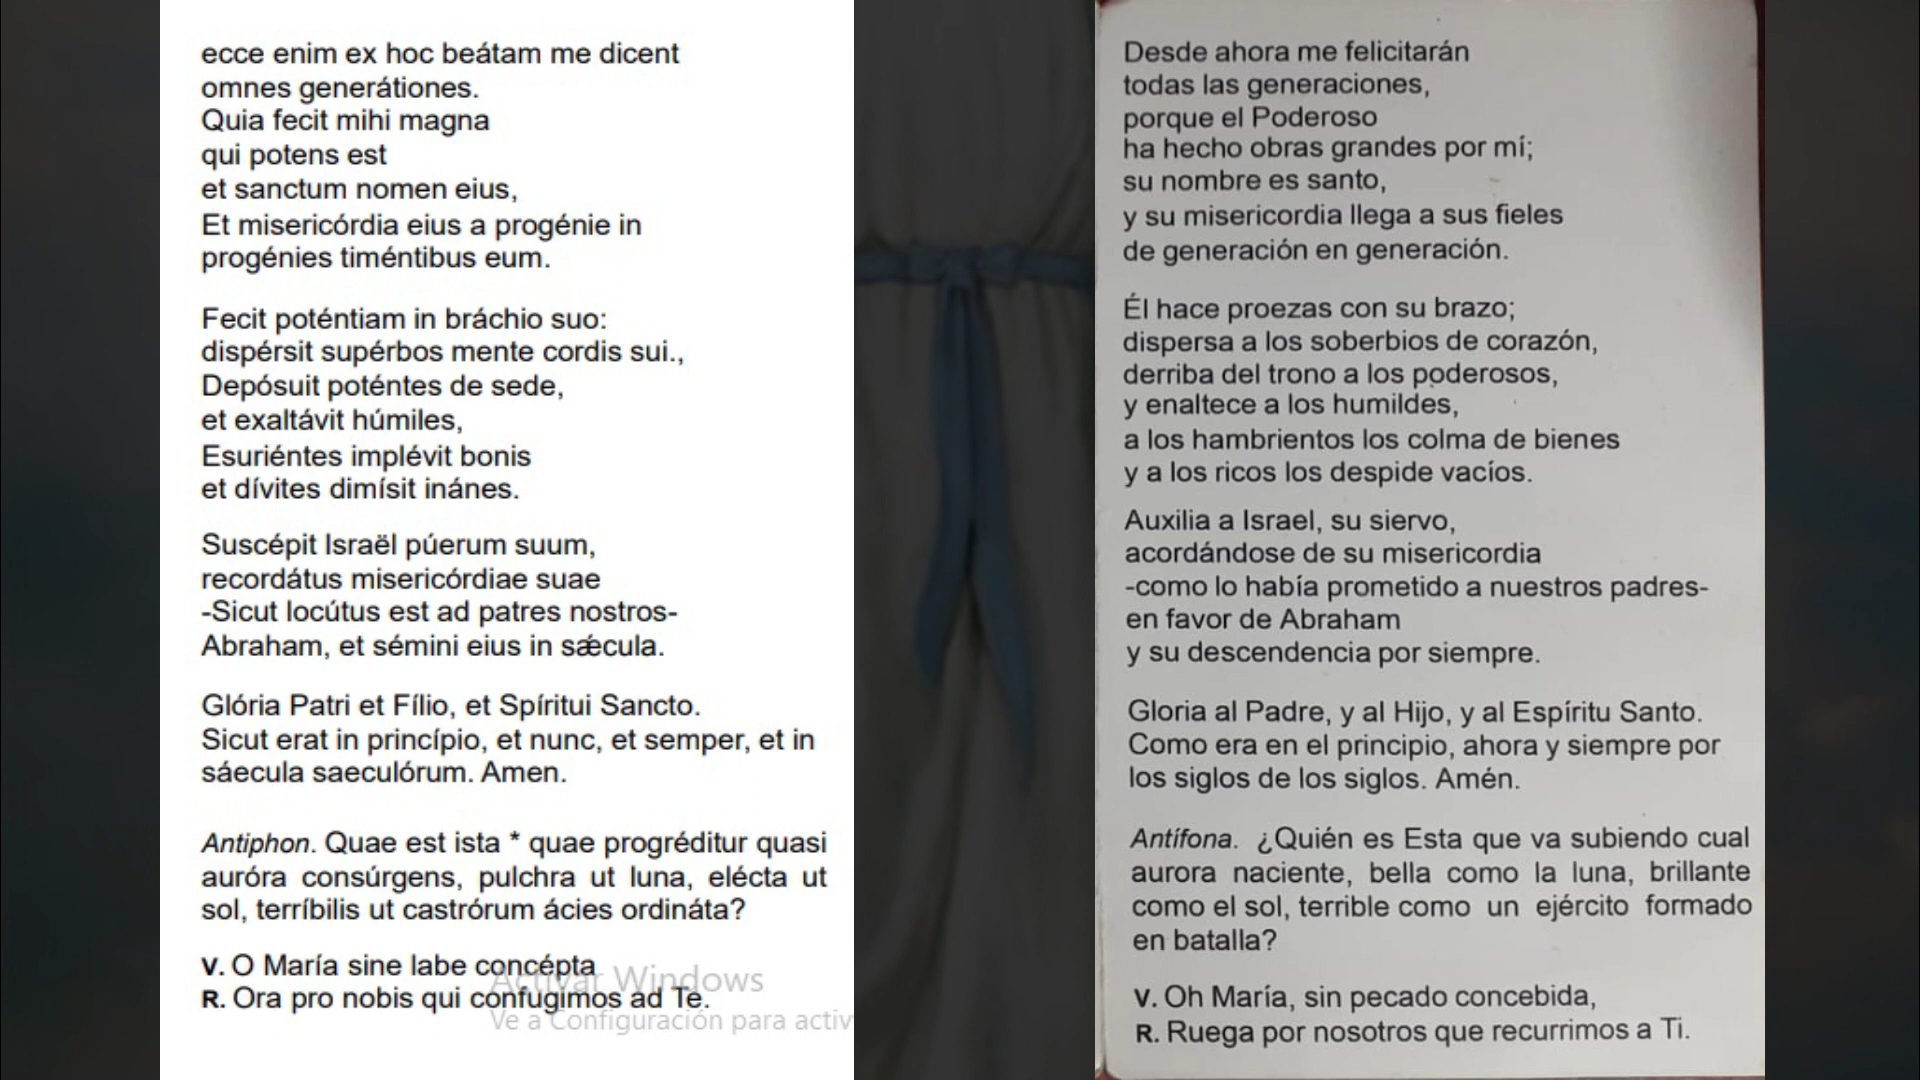 ecce enim ex hoc beátam me dicent
omnes generátiones.
Quia fecit mihi magna
qui potens est
et sanctum nomen eius,
Et misericórdia eius a progénie in
progénies timéntibus eum.
Fecit poténtiam in bráchio suo:
dispérsit supérbos mente cordis sui.,
Depósuit poténtes de sede,
et exaltávit húmiles,
Esuriéntes implévit bonis
et dívites dimísit inánes.
Suscépit Israël púerum suum,
recordátus misericórdiae suae
-Sicut locútus est ad patres nostros-
Abraham, et sémini eius in sǽcula.
Glória Patri et Fílio, et Spíritui Sancto.
Sicut erat in princípio, et nunc, et semper, et in
sáecula saeculórum. Amen.
Antiphon. Quae est ista * quae progréditur quasi
auróra consúrgens, pulchra ut luna, elécta ut
sol, terríbilis ut castrórum ácies ordináta?
V. O María sine labe concépta
R. Ora pro nobis qui confugimos ad Te.
Activar Windows
Ve a Configuración para activ
Desde ahora me felicitarán
todas las generaciones,
porque el Poderoso
ha hecho obras grandes por mí;
su nombre es santo,
y su misericordia llega a sus fieles
de generación en generación.
Él hace proezas con su brazo;
dispersa a los soberbios de corazón,
derriba del trono a los poderosos,
y enaltece a los humildes,
a los hambrientos los colma de bienes
y a los ricos los despide vacíos.
Auxilia a Israel, su siervo,
acordándose de su misericordia
-como lo había prometido a nuestros padres-
en favor de Abraham
y su descendencia por siempre.
Gloria al Padre, y al Hijo, y al Espíritu Santo.
Como era en el principio, ahora y siempre por
los siglos de los siglos. Amén.
Antífona. ¿Quién es Esta que va subiendo cual
aurora naciente, bella como la luna, brillante
como el sol, terrible como un ejército formado
en batalla?
V. Oh María, sin pecado concebida,
R. Ruega por nosotros que recurrimos a Ti.